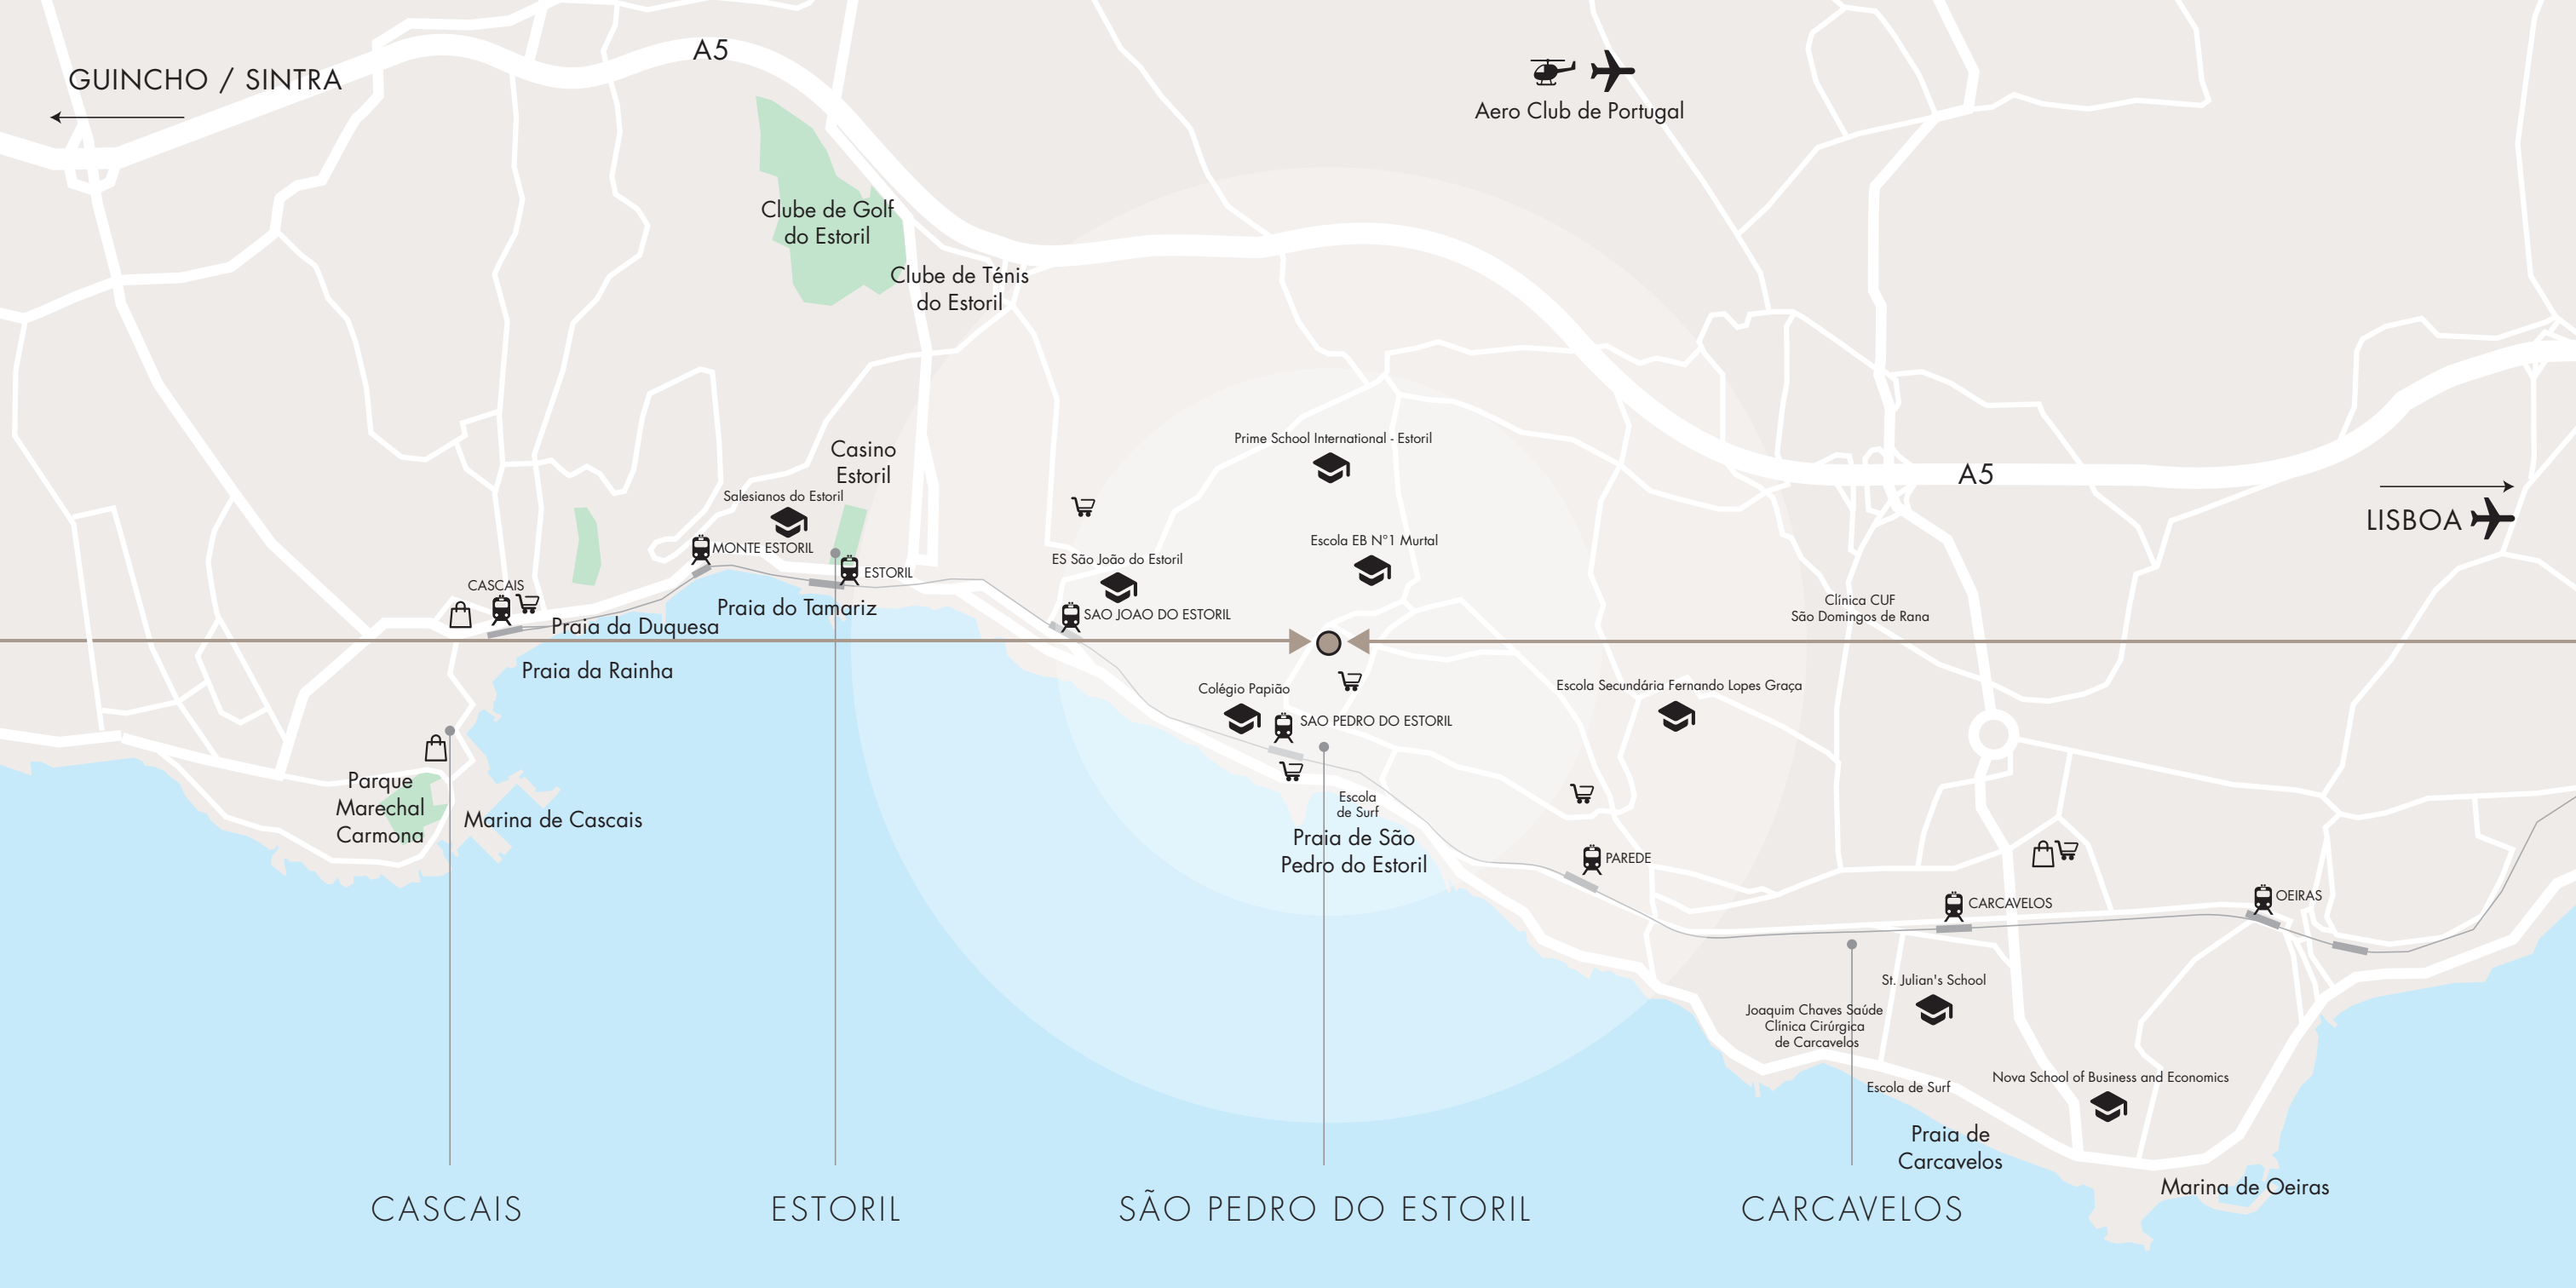 A5
GUINCHO / SINTRA
Aero Club de Portugal
Clube de Golf
do Estoril
Clube de Ténis
do Estoril
Prime School International - Estoril
Casino
Estoril
A5
Salesianos do Estoril
LISBOA
Escola EB N°1 Murtal
MONTE ESTORIL
ES São João do Estoril
ESTORIL
CASCAIS
Clínica CUF
São Domingos de Rana
Praia do Tamariz
SAO JOAO DO ESTORIL
Praia da Duquesa
Praia da Rainha
Colégio Papião
Escola Secundária Fernando Lopes Graça
SAO PEDRO DO ESTORIL
Parque
Marechal
Carmona
Marina de Cascais
Escola
de Surf
Praia de São
Pedro do Estoril
PAREDE
CARCAVELOS
OEIRAS
St. Julian's School
Joaquim Chaves Saúde
Clínica Cirúrgica
de Carcavelos
Nova School of Business and Economics
Escola de Surf
Praia de
Carcavelos
Marina de Oeiras
CASCAIS
ESTORIL
SÃO PEDRO DO ESTORIL
CARCAVELOS